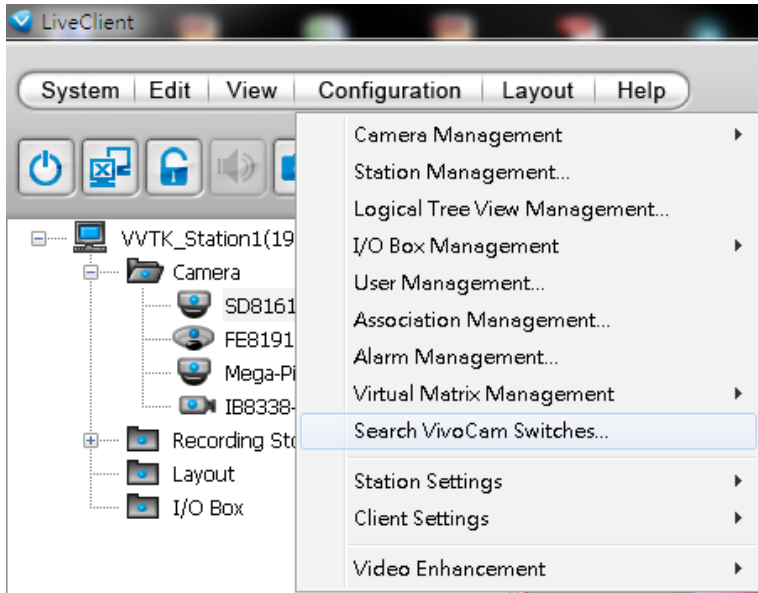 LiveClient
System Edit View Configuration Layout Help
Camera Management
Station Management...
Logical Tree View Management...
I/O Box Management
User Management...
Association Management...
Alarm Management...
Virtual Matrix Management
Search VivoCam Switches...
Station Settings
Client Settings
Video Enhancement
VVTK_Station1(19
Camera
SD8161
FE8191
Mega-Pi
IB8338-
Recording Sto
Layout
I/O Box